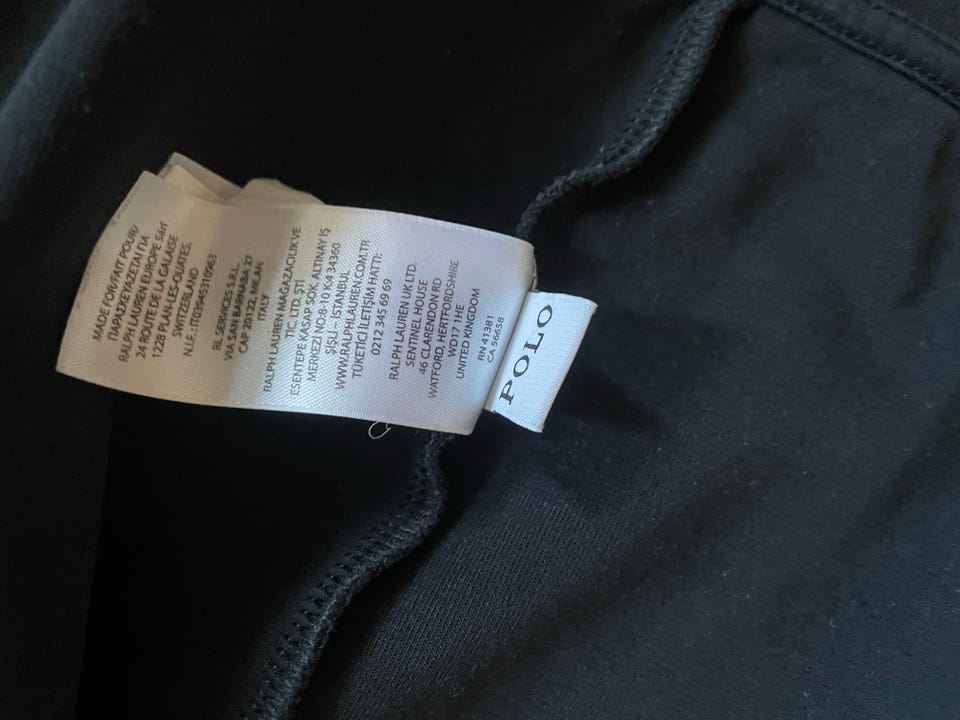 MADE FOR/FAIT POUR/
ΠΑΡΑΣΚΕΥΑΖΕΤΑΙ ΓΙΑ
RALPH LAUREN EUROPE Sárl
24 ROUTE DE LA GALAISE
1228 PLAN-LES-OUATES,
SWITZERLAND
N.I.F.: IT03945310963
RL SERVICES S.R.L.
VIA SAN BARNABA 27
CAP 20122, MILAN
ITALY
RALPH LAUREN MAGAZACILIK VE
TIC. LTD. ŞTİ
ESENTEPE KASAP SOK. ALTINAY İŞ
MERKEZİ NO:8-10 K:4 34360
ŞİŞLİ – İSTANBUL
WWW.RALPHLAUREN.COM.TR
TÜKETİCİ İLETİŞİM HATTI:
0212 345 69 69
RALPH LAUREN UK LTD.
SENTINEL HOUSE
46 CLARENDON RD
WATFORD, HERTFORDSHIRE
WD17 1HE
UNITED KINGDOM
RN 41381
CA 56658
POLO